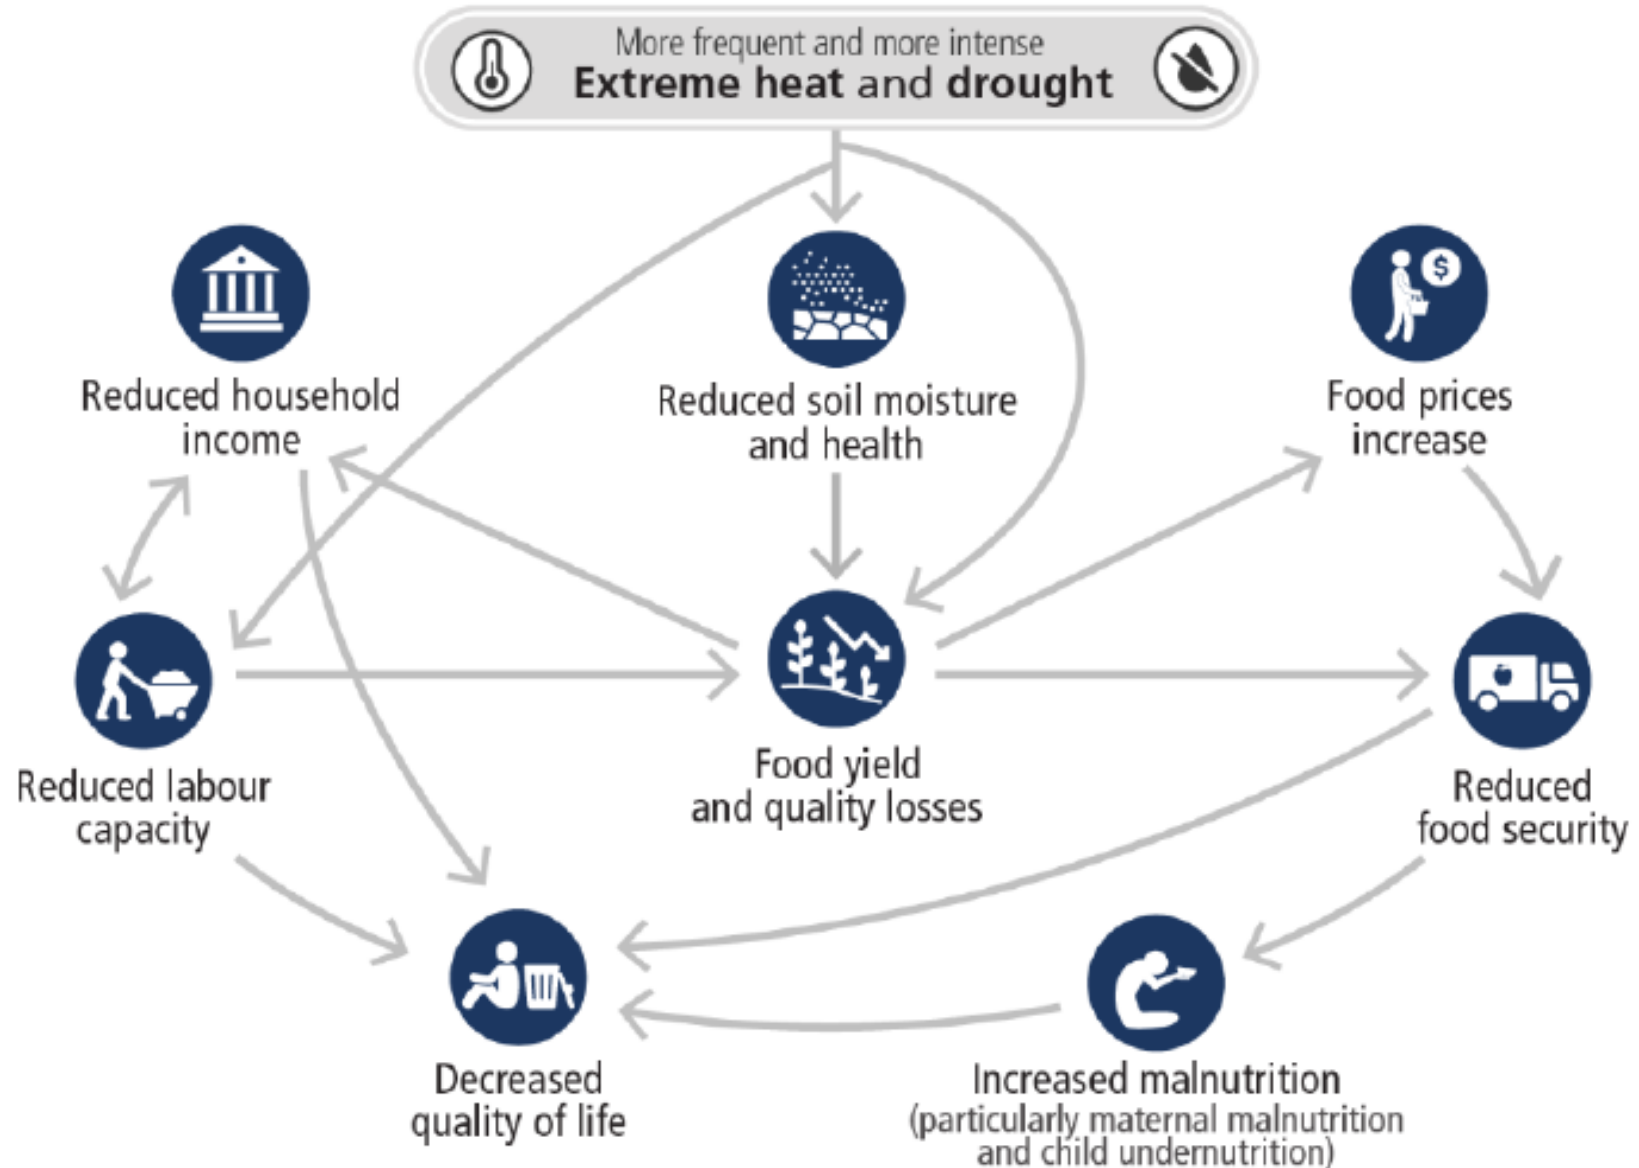 More frequent and more intense
Extreme heat and drought
Reduced household
income
Reduced soil moisture
and health
$
Food prices
increase
Reduced labour
capacity
Food yield
and quality losses
Reduced
food security
Decreased
quality of life
Increased malnutrition
(particularly maternal malnutrition
and child undernutrition)